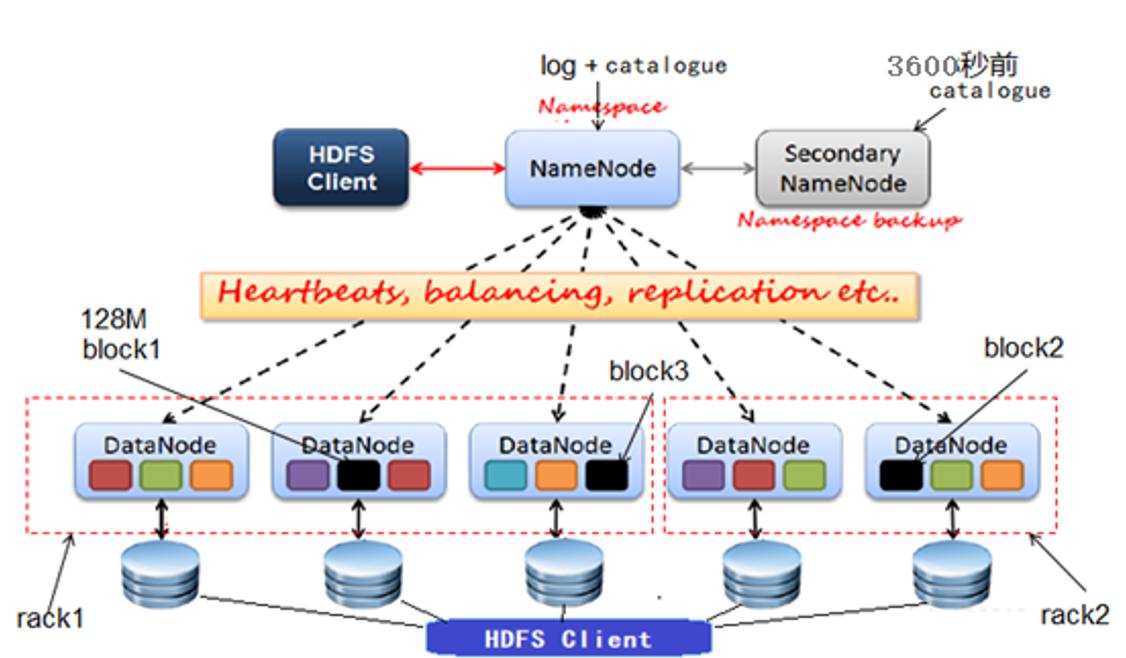 log + catalogue
3600秒前
catalogue
Namespace
HDFS
Client
NameNode
Secondary
NameNode
Namespace backup
Heartbeats, balancing, replication etc..
128M
block1
block3
block2
DataNode
DataNode
DataNode
DataNode
DataNode
rack1
rack2
HDFS Client